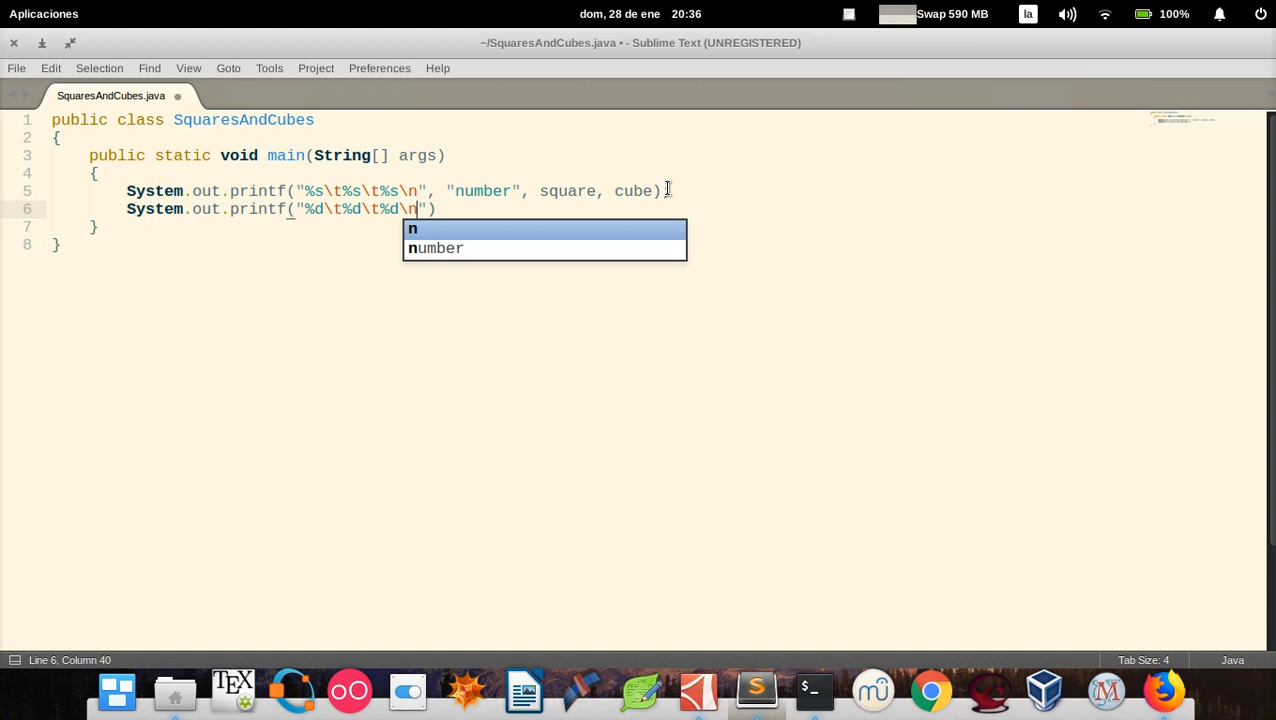 Aplicaciones dom, 28 de ene 20:36 Swap 590 MB la 100%
~/SquaresAndCubes.java • - Sublime Text (UNREGISTERED)
File Edit Selection Find View Goto Tools Project Preferences Help
SquaresAndCubes.java
1 public class SquaresAndCubes
2 {
3 public static void main(String[] args)
4 {
5 System.out.printf("%s\t%s\t%s\n", "number", square, cube);
6 System.out.printf("%d\t%d\t%d\n")
7 }
8 }
n
number
Line 6, Column 40 Tab Size: 4 Java
TEX S >_ mu M